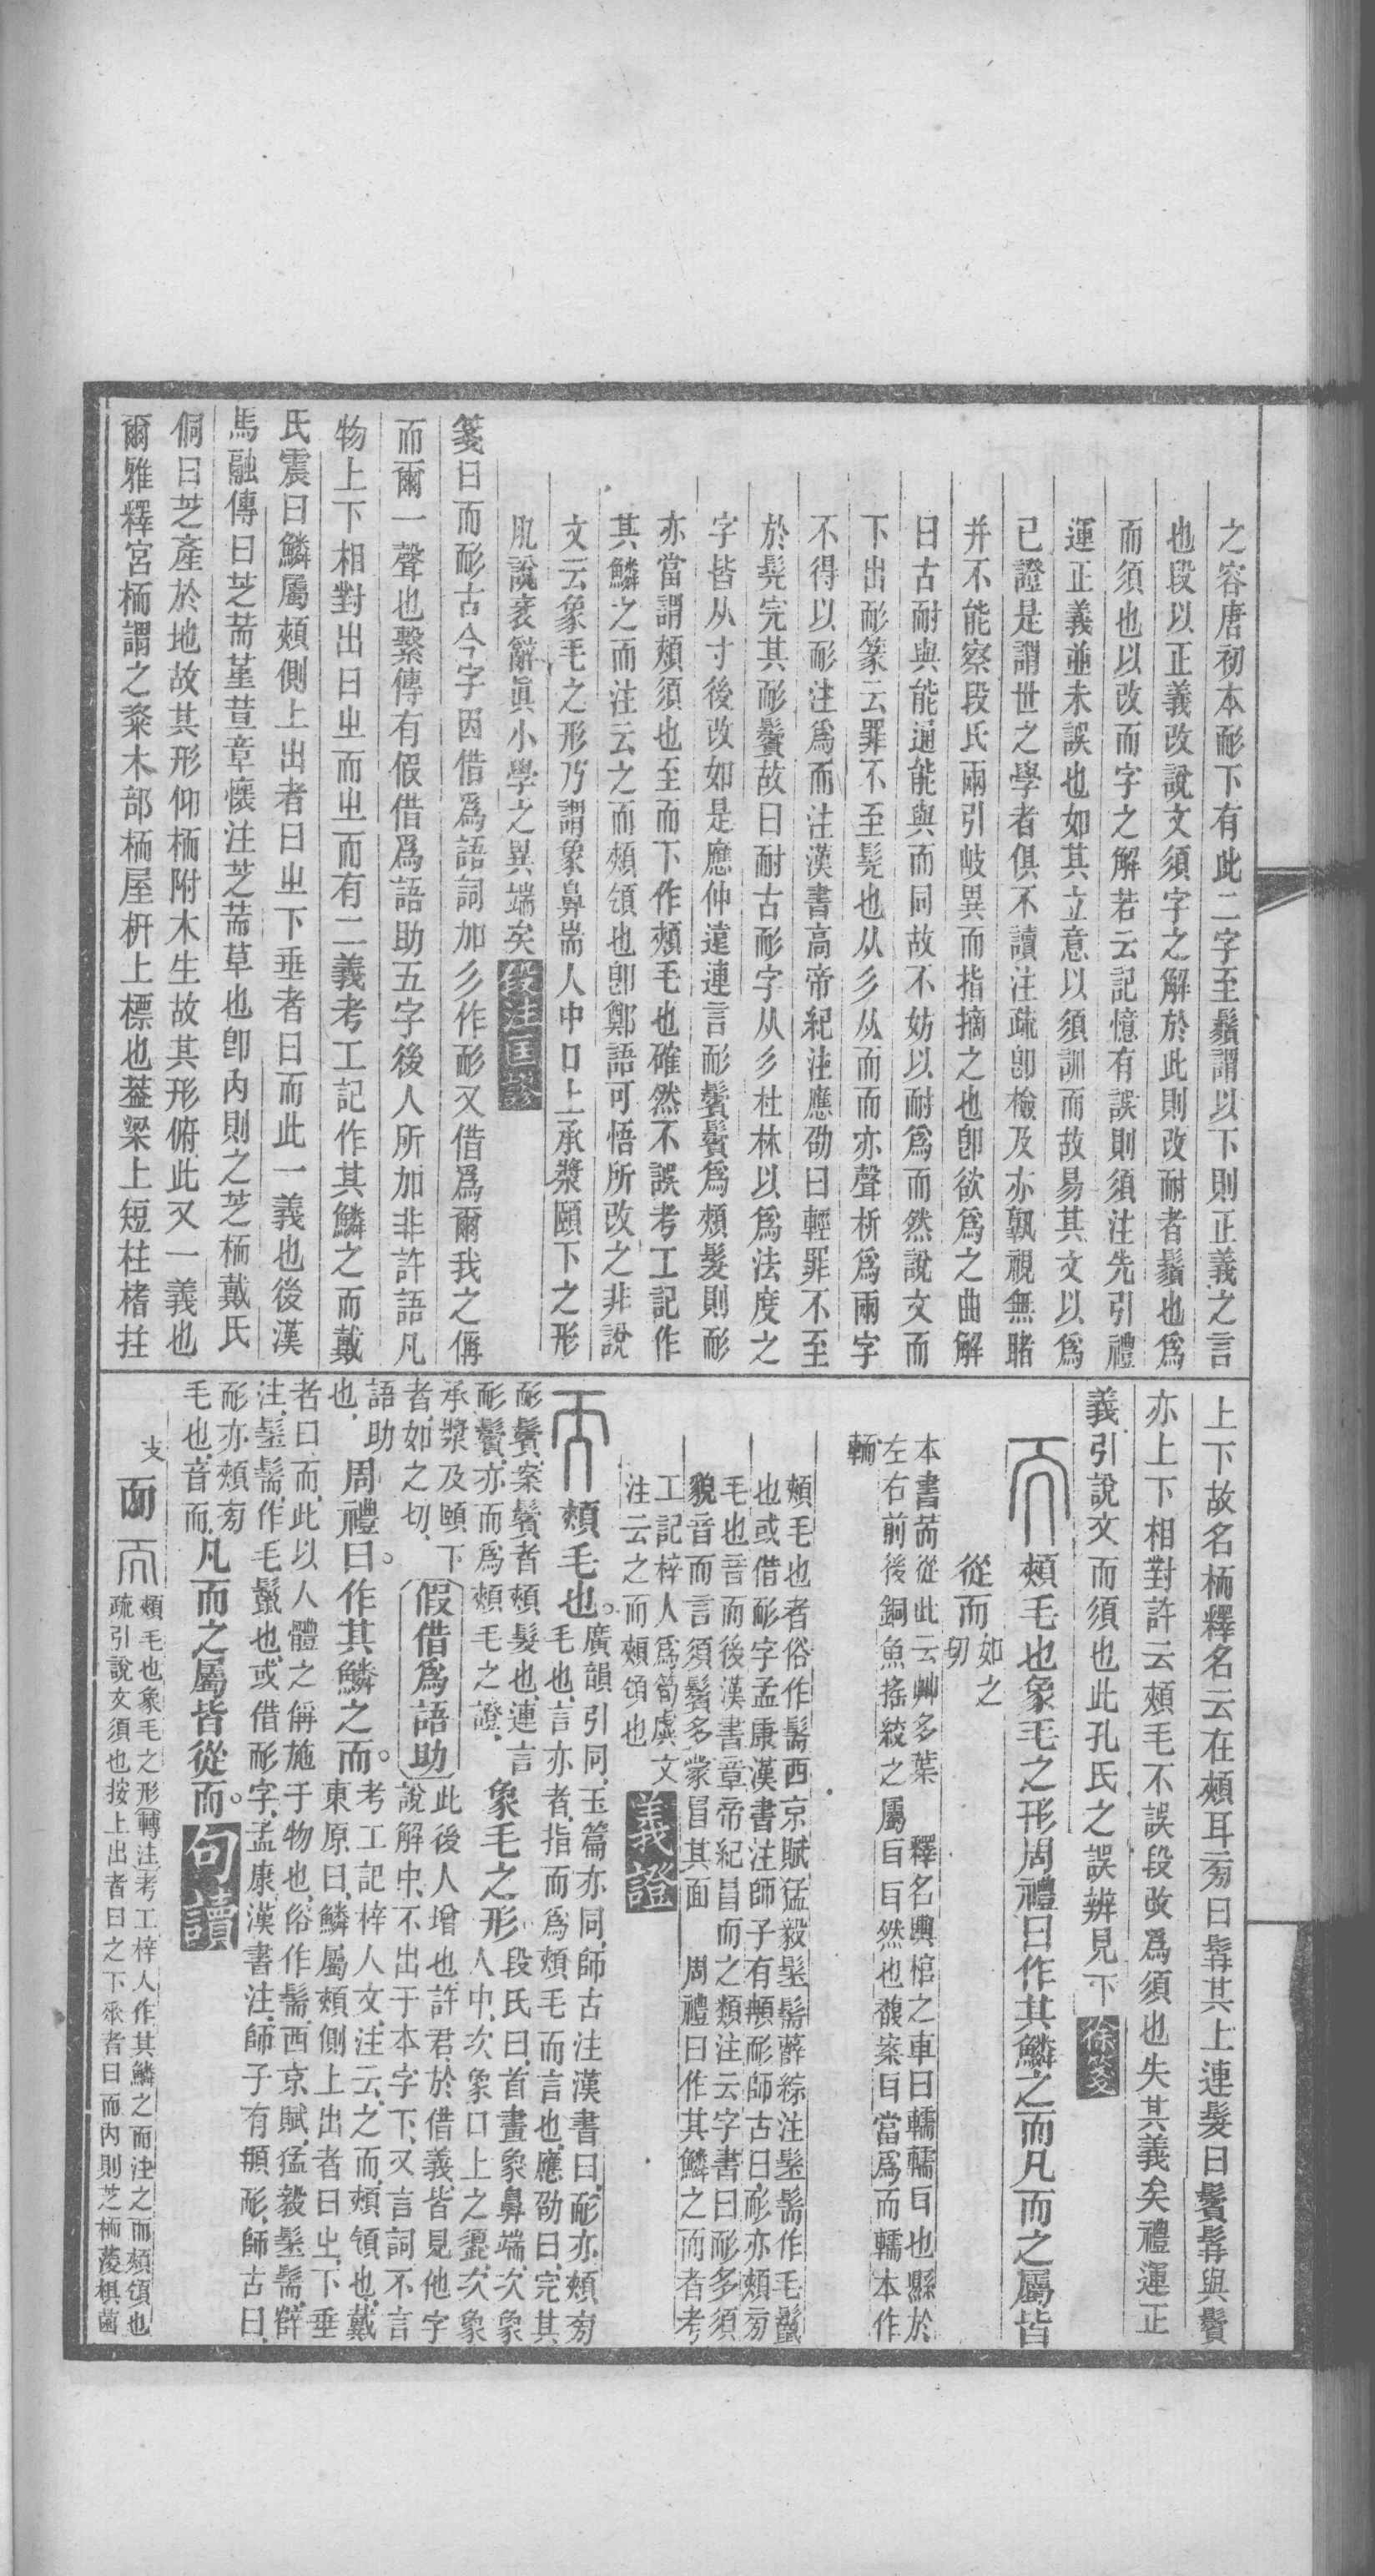 之容唐初本耏下有此二字至鬚謂以下則正義之言
也段以正義改說文須字之解於此則改耐者鬚也爲
而須也以改而字之解若云記憶有誤則須注先引禮
運正義並未誤也如其立意以須訓而故易其文以爲
已證是謂世之學者俱不讀注疏卽檢及亦孰視無睹
并不能察段氏兩引岐異而指摘之也卽欲爲之曲解
曰古耐與能通能與而同故不妨以耐爲而然說文而
下出耏篆云罪不至髡也从彡从而而亦聲析爲兩字
不得以耏注爲而注漢書高帝紀注應劭曰輕罪不至
於髡完其耏鬢故曰耐古耐字从彡杜林以爲法度之
字皆从寸後改如是應仲遠連言耏鬢鬢爲頰髮則耏
亦當謂頰須也至而下作頰毛也確然不誤考工記作
其鱗之而注云之而頰頌也卽鄭語可悟所改之非說
文云象毛之形乃謂象鼻耑人中口上承漿頤下之形
凡說衺辭眞小學之異端矣段注匡謬
箋曰而耏古今字因借爲語詞加彡作耏又借爲爾我之偁
而爾一聲也繫傳有假借爲語助五字後人所加非許語凡
物上下相對出曰㞢而㞢而有二義考工記作其鱗之而戴
氏震曰鱗屬頰側上出者曰㞢下垂者曰而此一義也後漢
馬融傳曰芝荋菫荁章懷注芝荋草也卽內則之芝栭戴氏
侗曰芝產於地故其形仰栭附木生故其形俯此又一義也
爾雅釋宮栭謂之楶木部栭屋枅上標也葢梁上短柱楮拄
上下故名栭釋名云在頰耳旁曰髯其上連髮曰鬢髯與鬢
亦上下相對許云頰毛不誤段改爲須也失其義矣禮運正
義引說文而須也此孔氏之誤辨見下徐箋
頰毛也象毛之形周禮曰作其鱗之而凡而之屬皆
從而如之
切
本書荋從此云艸多葉　釋名輿棺之車曰轜轜耳也縣於
左右前後銅魚搖絞之屬耳耳然也馥案耳當爲而轜本作
輀
頰毛也者俗作髵西京賦猛毅髬髵薛綜注髬髵作毛鬛
也或借耏字孟康漢書注師子有頿耏師古曰耏亦頰旁
毛也音而後漢書章帝紀冒而之類注云字書曰耏多須
貌音而言須鬢多蒙冒其面　周禮曰作其鱗之而者考
工記梓人爲筍虡文
注云之而頰頌也義證
頰毛也。廣韻引同玉篇亦同師古注漢書曰耏亦頰旁
毛也言亦者指而爲頰毛而言也應劭曰完其
耏鬢案鬢者頰髮也連言
耏鬢亦而爲頰毛之證象毛之形段氏曰首畫象鼻端次象
人中次象口上之頾次象
承漿及頤下
者如之切〔假借爲語助〕此後人增也許君於借義皆見他字
說解中不出于本字下又言詞不言
語助
也周禮曰。作其鱗之而。考工記梓人文注云之而頰頌也戴
東原曰鱗屬頰側上出者曰㞢下垂
者曰而此以人體之偁施于物也俗作髵西京賦猛毅髬髵薛
注髬髵作毛鬛也或借耏字孟康漢書注師子有頿耏師古曰
耏亦頰旁
毛也音而凡而之屬皆從而。句讀
支　而　頰毛也象毛之形〔轉注〕考工梓人作其鱗之而注之而頰頌也
疏引說文須也按上出者曰之下承者曰而內則芝栭蔆椇菌